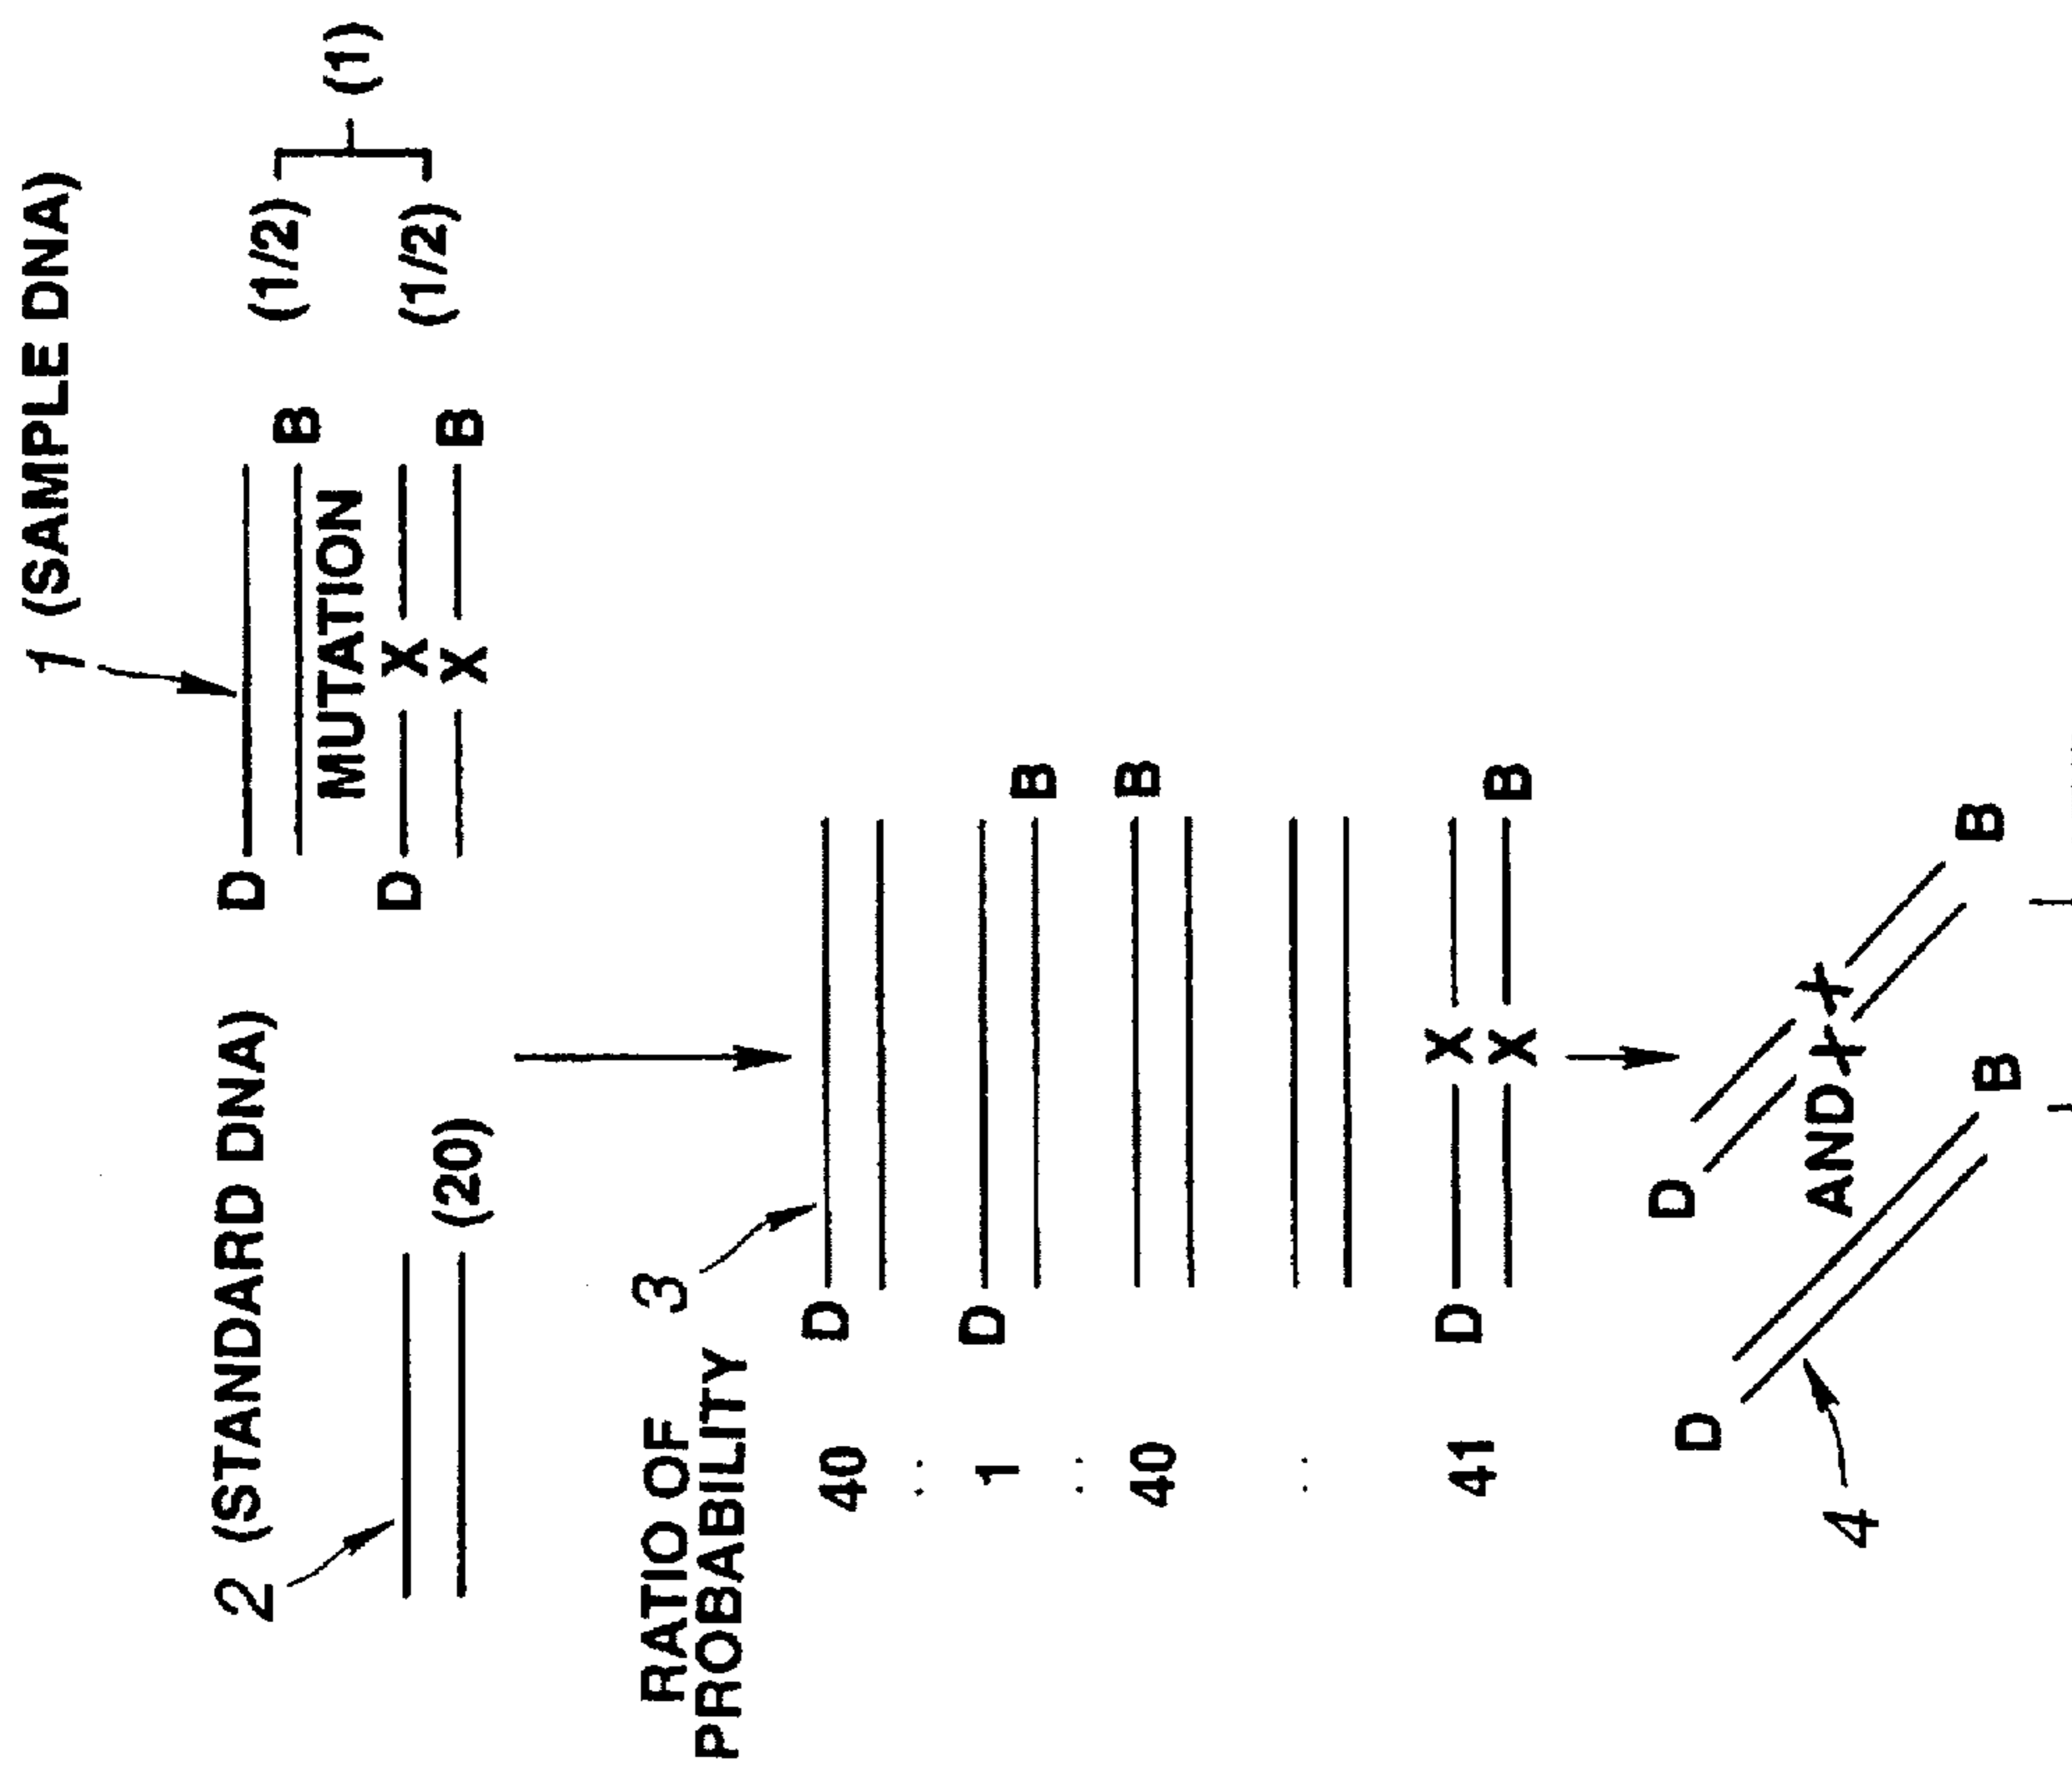 1 (SAMPLE DNA)
2 (STANDARD DNA)
D
B
(1/2)
MUTATION
(1)
D X
X B
(1/2)
(20)
RATIO OF
PROBABILITY
3
40
D
:
1
D
B
:
40
B
:
41
D
X
X
B
D
X
B
AND
X
D
B
4